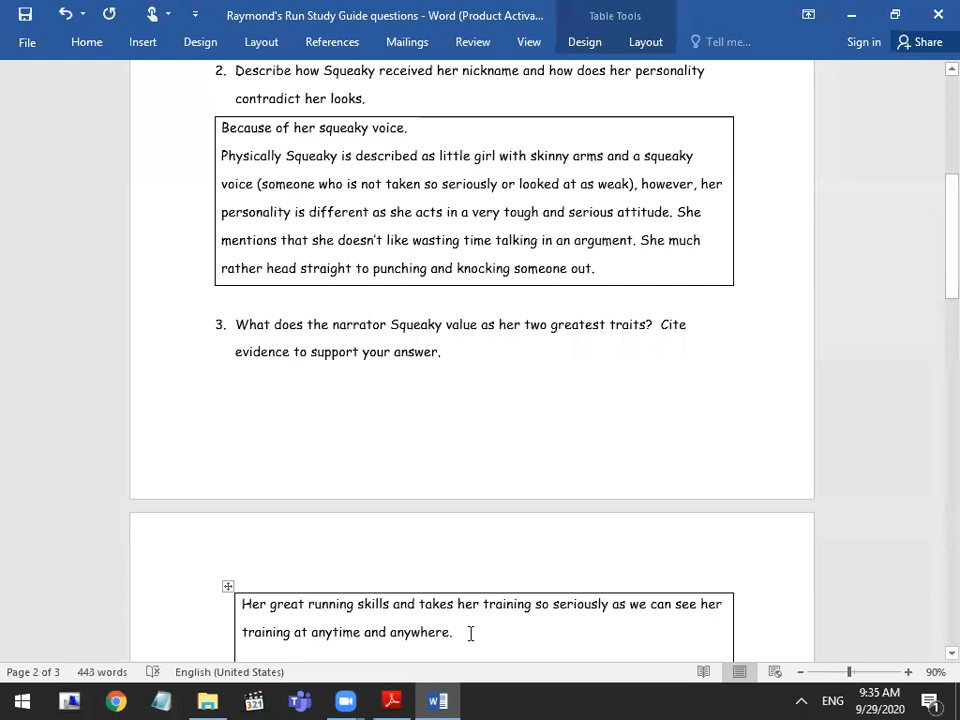 Raymond's Run Study Guide questions - Word (Product Activa...
Table Tools
File
Home
Insert
Design
Layout
References
Mailings
Review
View
Design
Layout
Tell me...
Sign in
Share
2. Describe how Squeaky received her nickname and how does her personality
contradict her looks.
Because of her squeaky voice.
Physically Squeaky is described as little girl with skinny arms and a squeaky
voice (someone who is not taken so seriously or looked at as weak), however, her
personality is different as she acts in a very tough and serious attitude. She
mentions that she doesn't like wasting time talking in an argument. She much
rather head straight to punching and knocking someone out.
3. What does the narrator Squeaky value as her two greatest traits? Cite
evidence to support your answer.
Her great running skills and takes her training so seriously as we can see her
training at anytime and anywhere.
Page 2 of 3
443 words
English (United States)
90%
321
ENG
9:35 AM
9/29/2020
1